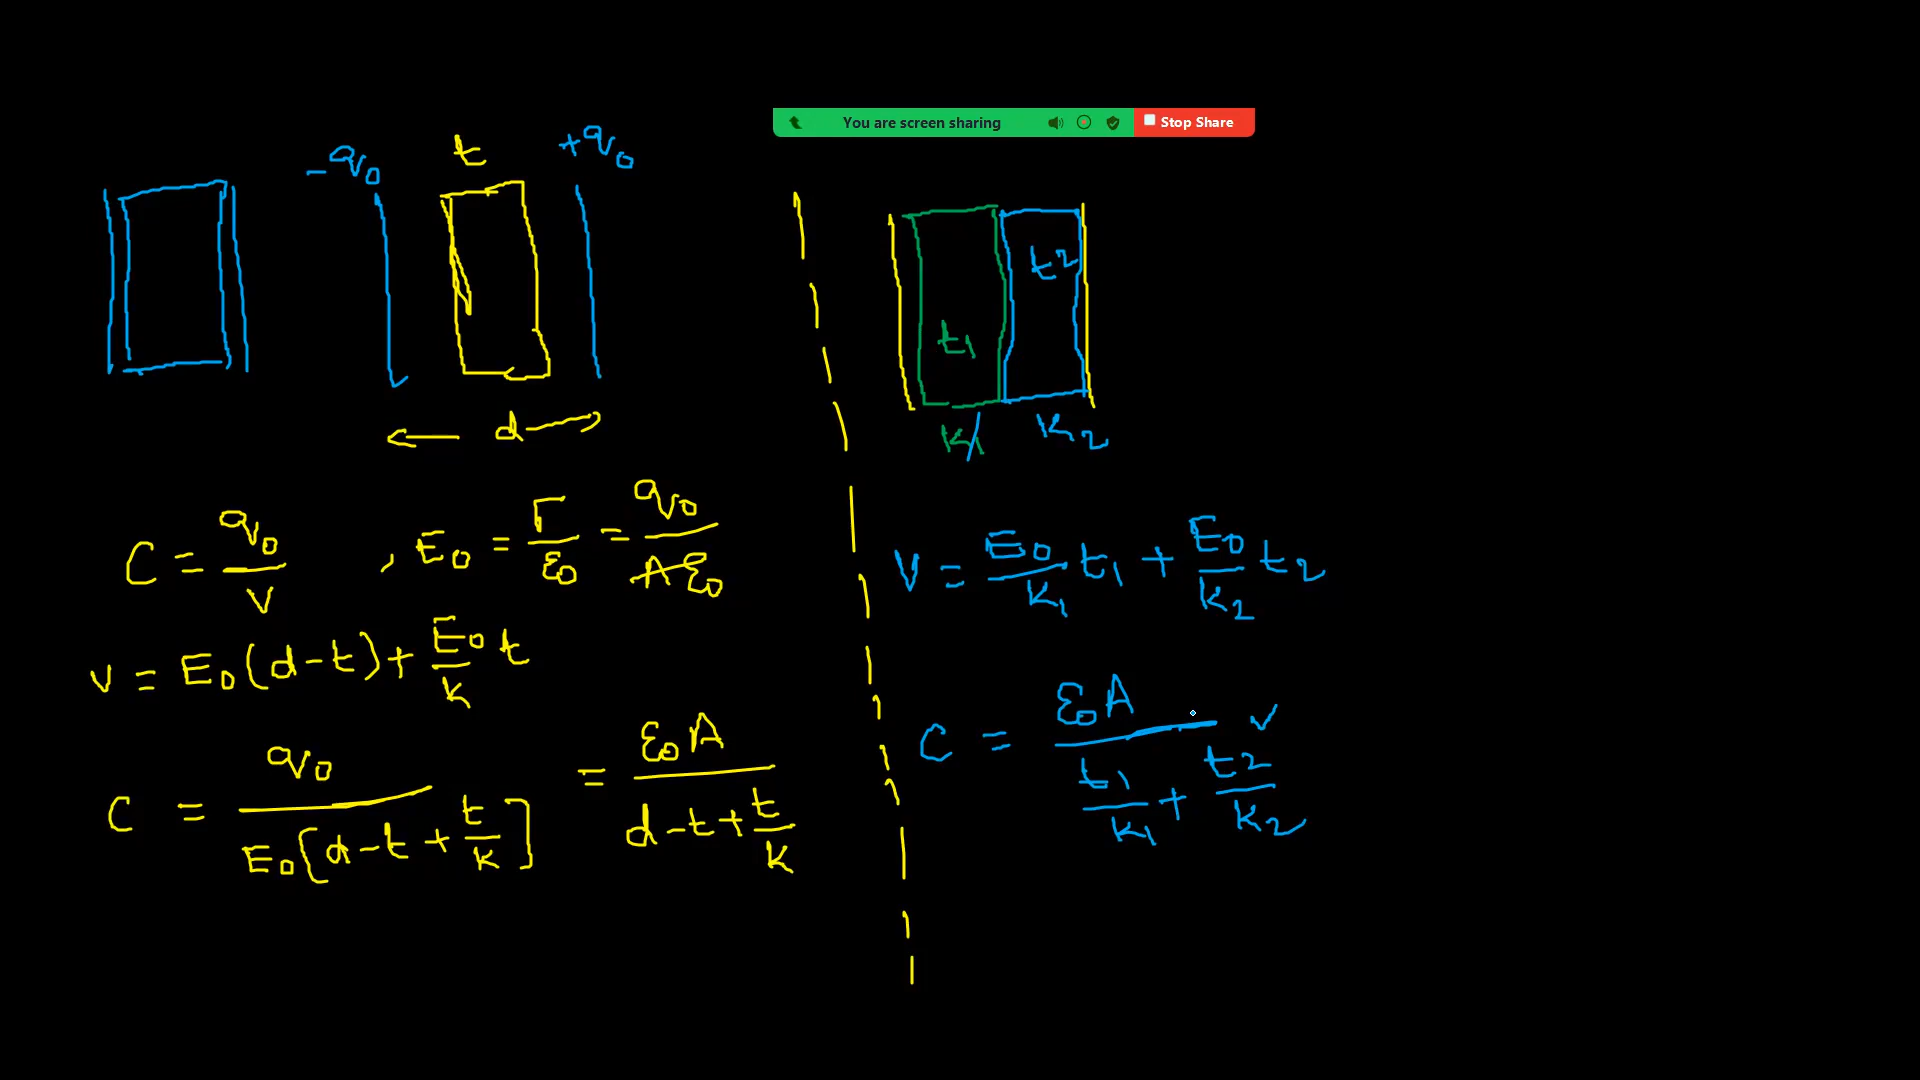 You are screen sharing Stop Share
-q₀ t +q₀
d
C = q₀/V , E₀ = σ/ε₀ = q₀/Aε₀
V = E₀(d-t) + E₀/k t
C = q₀/E₀[d-t+t/k] = ε₀A/d-t+t/k
t₂
t₁
K₁ K₂
V = E₀/k₁ t₁ + E₀/k₂ t₂
C = ε₀A/t₁/k₁ + t₂/k₂